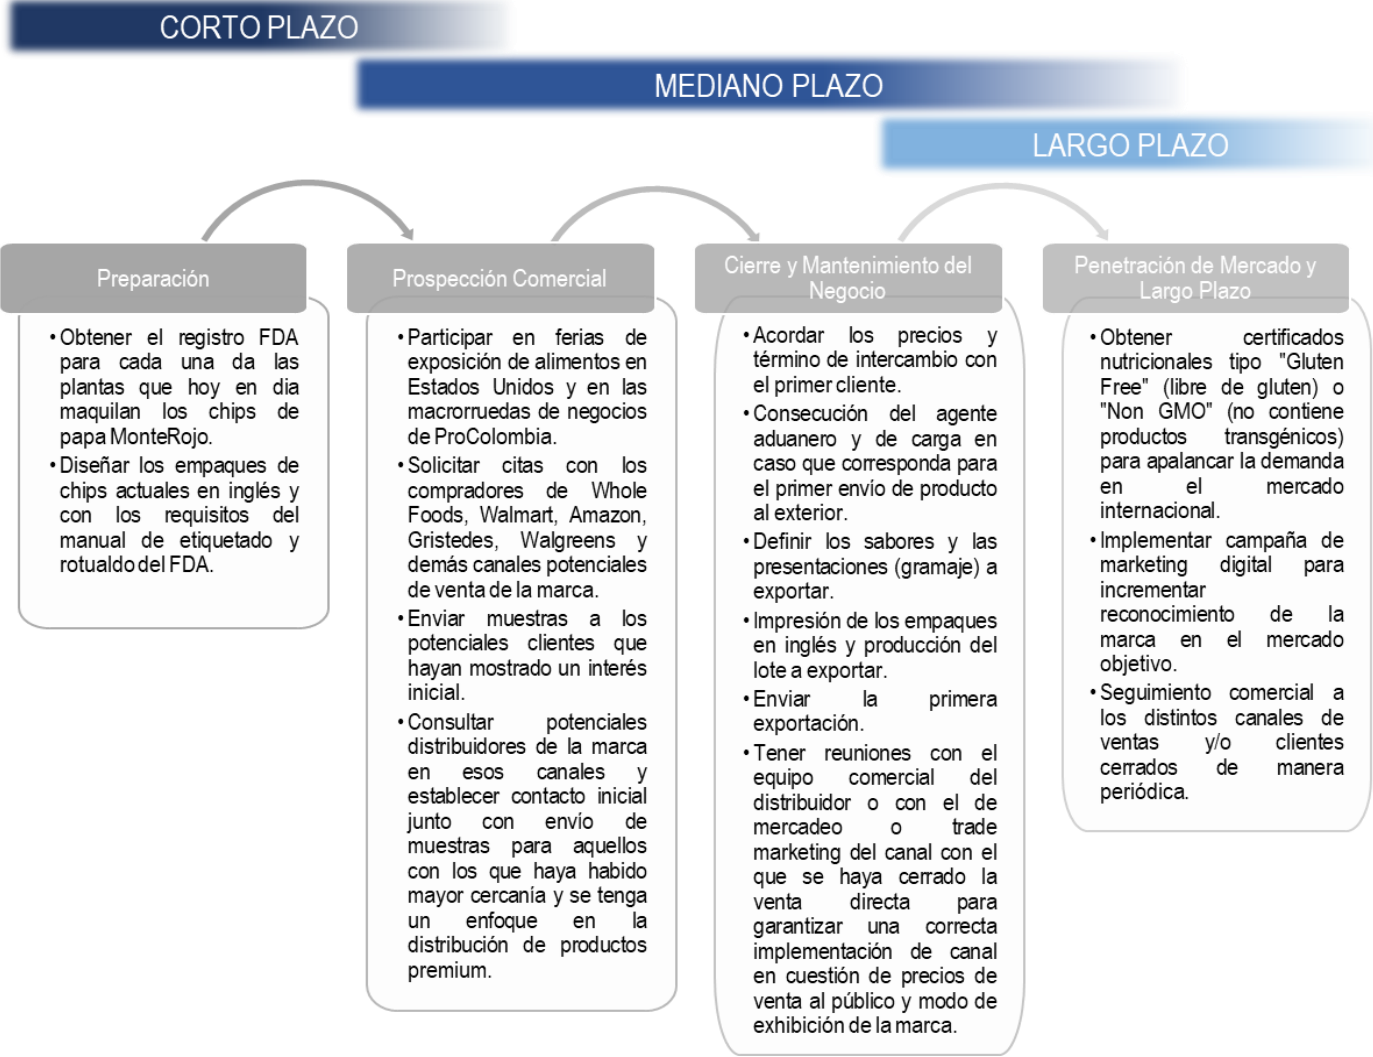 CORTO PLAZO
MEDIANO PLAZO
LARGO PLAZO
Preparación
•Obtener el registro FDA
para cada una da las
plantas que hoy en dia
maquilan los chips de
papa MonteRojo.
•Diseñar los empaques de
chips actuales en inglés y
con los requisitos del
manual de etiquetado y
rotualdo del FDA.
Prospección Comercial
•Participar en ferias de
exposición de alimentos en
Estados Unidos y en las
macrorruedas de negocios
de ProColombia.
•Solicitar citas con los
compradores de Whole
Foods, Walmart, Amazon,
Gristedes, Walgreens y
demás canales potenciales
de venta de la marca.
•Enviar muestras a los
potenciales clientes que
hayan mostrado un interés
inicial.
•Consultar potenciales
distribuidores de la marca
en esos canales y
establecer contacto inicial
junto con envío de
muestras para aquellos
con los que haya habido
mayor cercanía y se tenga
un enfoque en la
distribución de productos
premium.
Cierre y Mantenimiento del
Negocio
•Acordar los precios y
término de intercambio con
el primer cliente.
•Consecución del agente
aduanero y de carga en
caso que corresponda para
el primer envío de producto
al exterior.
•Definir los sabores y las
presentaciones (gramaje) a
exportar.
•Impresión de los empaques
en inglés y producción del
lote a exportar.
•Enviar la primera
exportación.
•Tener reuniones con el
equipo comercial del
distribuidor o con el de
mercadeo o trade
marketing del canal con el
que se haya cerrado la
venta directa para
garantizar una correcta
implementación de canal
en cuestión de precios de
venta al público y modo de
exhibición de la marca.
Penetración de Mercado y
Largo Plazo
•Obtener certificados
nutricionales tipo "Gluten
Free" (libre de gluten) o
"Non GMO" (no contiene
productos transgénicos)
para apalancar la demanda
en el mercado
internacional.
•Implementar campaña de
marketing digital para
incrementar
reconocimiento de la
marca en el mercado
objetivo.
•Seguimiento comercial a
los distintos canales de
ventas y/o clientes
cerrados de manera
periódica.